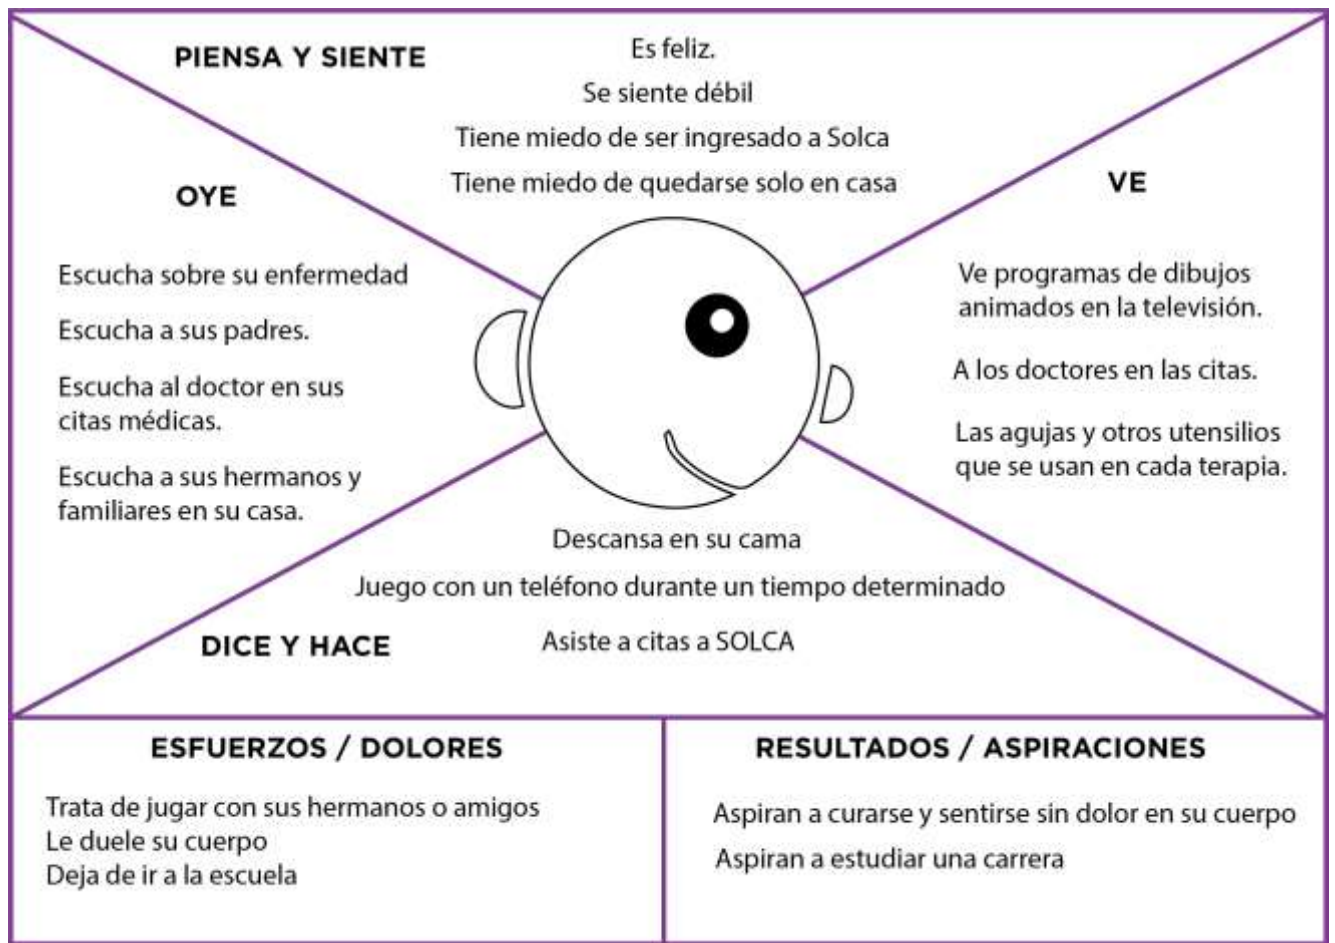 PIENSA Y SIENTE
Es feliz.
Se siente débil
Tiene miedo de ser ingresado a Solca
Tiene miedo de quedarse solo en casa
OYE
Escucha sobre su enfermedad
Escucha a sus padres.
Escucha al doctor en sus
citas médicas.
Escucha a sus hermanos y
familiares en su casa.
VE
Ve programas de dibujos
animados en la televisión.
A los doctores en las citas.
Las agujas y otros utensilios
que se usan en cada terapia.
Descansa en su cama
Juego con un teléfono durante un tiempo determinado
Asiste a citas a SOLCA
DICE Y HACE
ESFUERZOS / DOLORES
Trata de jugar con sus hermanos o amigos
Le duele su cuerpo
Deja de ir a la escuela
RESULTADOS / ASPIRACIONES
Aspiran a curarse y sentirse sin dolor en su cuerpo
Aspiran a estudiar una carrera